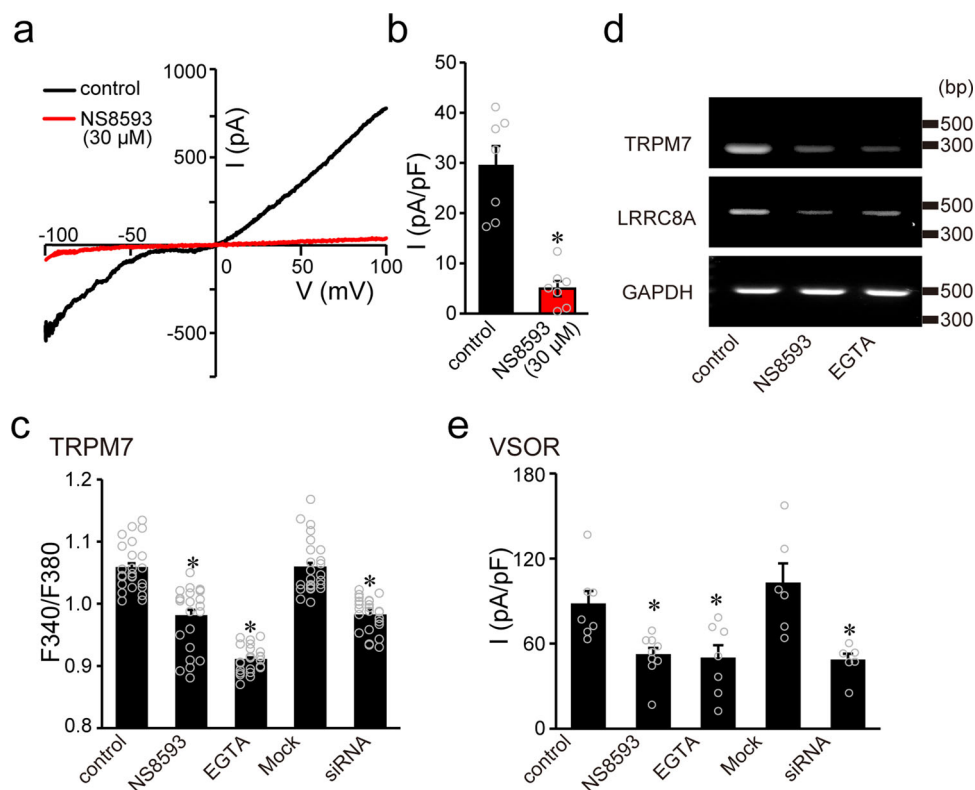 a
1000
I (pA)
control
NS8593
(30 μM)
500
-100
-50
0
50
100
V (mV)
-500
b
50
40
30
20
10
0
I (pA/pF)
*
control
NS8593
(30 μM)
d
(bp)
TRPM7
500
300
LRRC8A
500
300
GAPDH
500
300
control
NS8593
EGTA
c
TRPM7
1.2
1.1
1.0
0.9
0.8
F340/F380
*
*
*
control
NS8593
EGTA
Mock
siRNA
e
VSOR
180
120
60
0
I (pA/pF)
*
*
*
control
NS8593
EGTA
Mock
siRNA